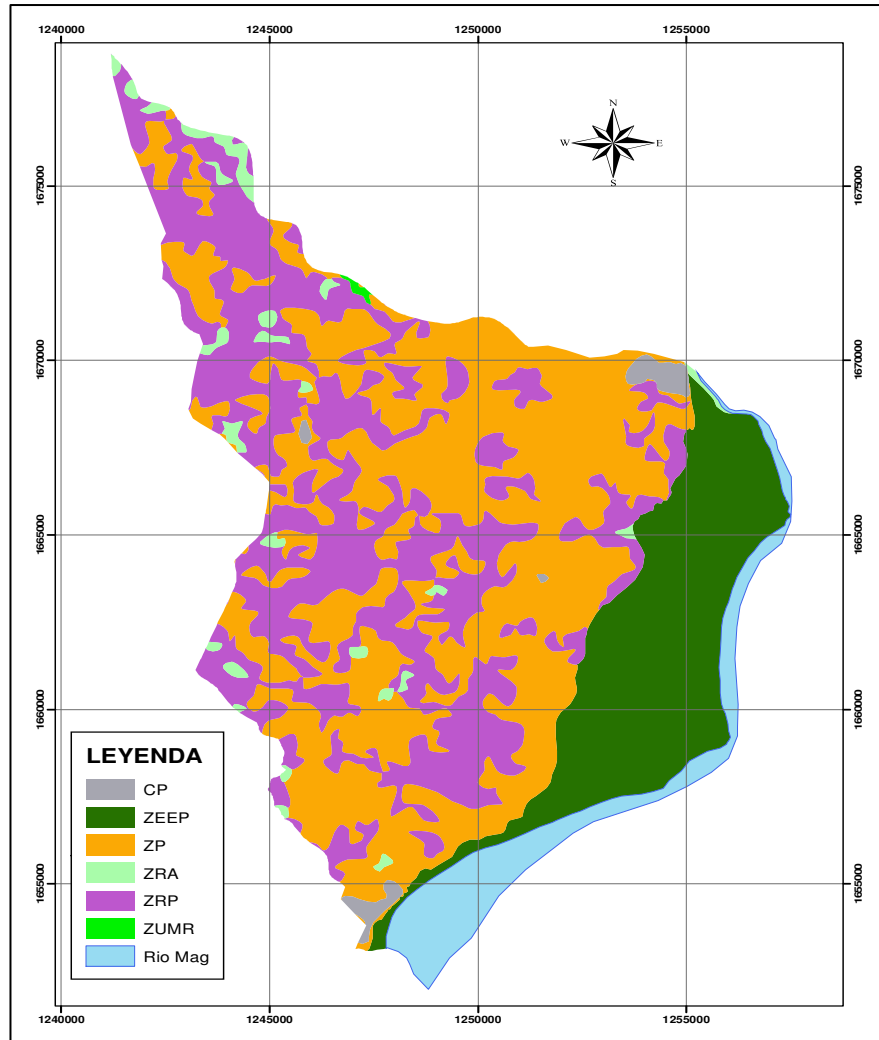 1240000 1245000 1250000 1255000
N
W E
S
1675000 1675000
1670000 1670000
1665000 1665000
1660000 1660000
1655000 1655000
LEYENDA
CP
ZEEP
ZP
ZRA
ZRP
ZUMR
Rio Mag
1240000 1245000 1250000 1255000